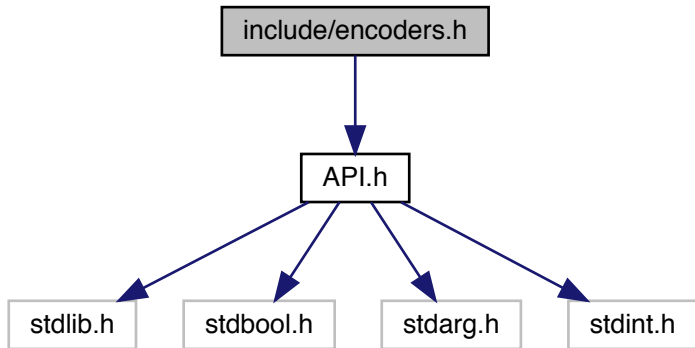 include/encoders.h
API.h
stdlib.h
stdbool.h
stdarg.h
stdint.h